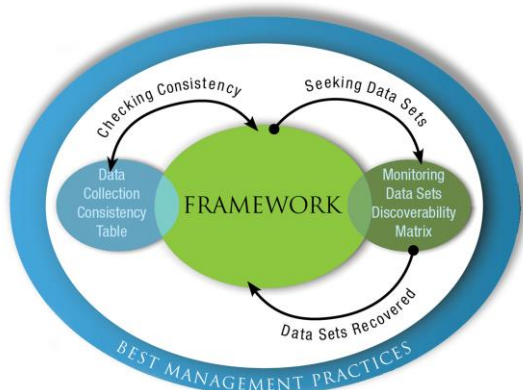 Checking Consistency
Seeking Data Sets
Data
Collection
Consistency
Table
FRAMEWORK
Monitoring
Data Sets
Discoverability
Matrix
Data Sets Recovered
BEST MANAGEMENT PRACTICES